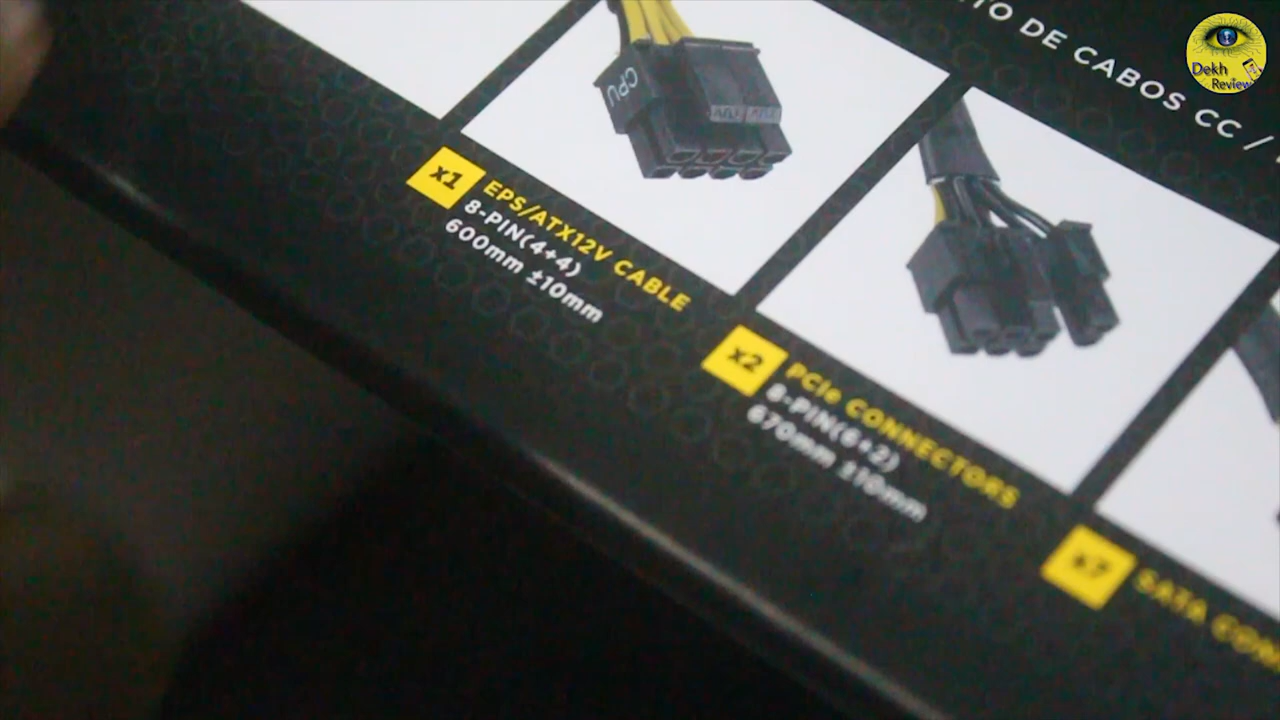 DE CABOS CC /
Dekh
Review
CPU
x1
EPS/ATX12V CABLE
8-PIN(4+4)
600mm ±10mm
x2
PCIe CONNECTORS
8-PIN(6+2)
670mm ±10mm
x7
SATA